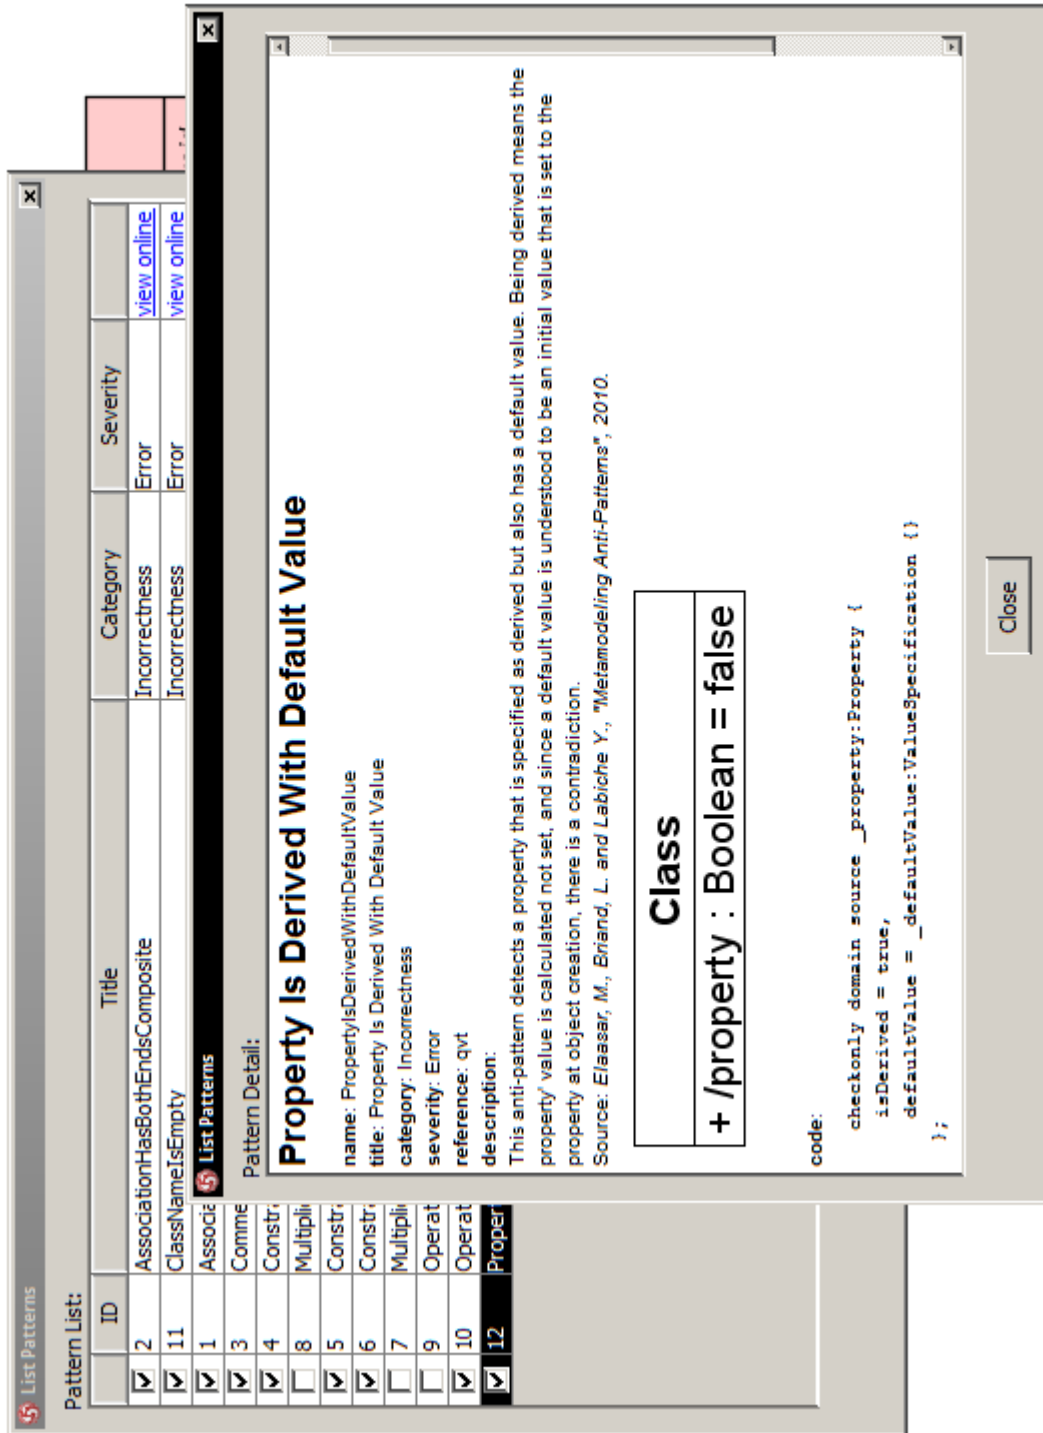 List Patterns
Pattern List:
ID Title Category Severity
2 AssociationHasBothEndsComposite Incorrectness Error view online
11 ClassNameIsEmpty Incorrectness Error view online
1 Associa
3 Comme
4 Constra
8 Multipli
5 Constra
6 Constra
7 Multipli
9 Operat
10 Operat
12 Proper
List Patterns
Pattern Detail:
Property Is Derived With Default Value
name: PropertyIsDerivedWithDefaultValue
title: Property Is Derived With Default Value
category: Incorrectness
severity: Error
reference: qvt
description:
This anti-pattern detects a property that is specified as derived but also has a default value. Being derived means the
property' value is calculated not set, and since a default value is understood to be an initial value that is set to the
property at object creation, there is a contradiction.
Source: Elaasar, M., Briand, L. and Labiche Y., "Metamodeling Anti-Patterns", 2010.
Class
+ /property : Boolean = false
code:
checkonly domain source _property:Property {
isDerived = true,
defaultValue = _defaultValue:ValueSpecification {}
};
Close